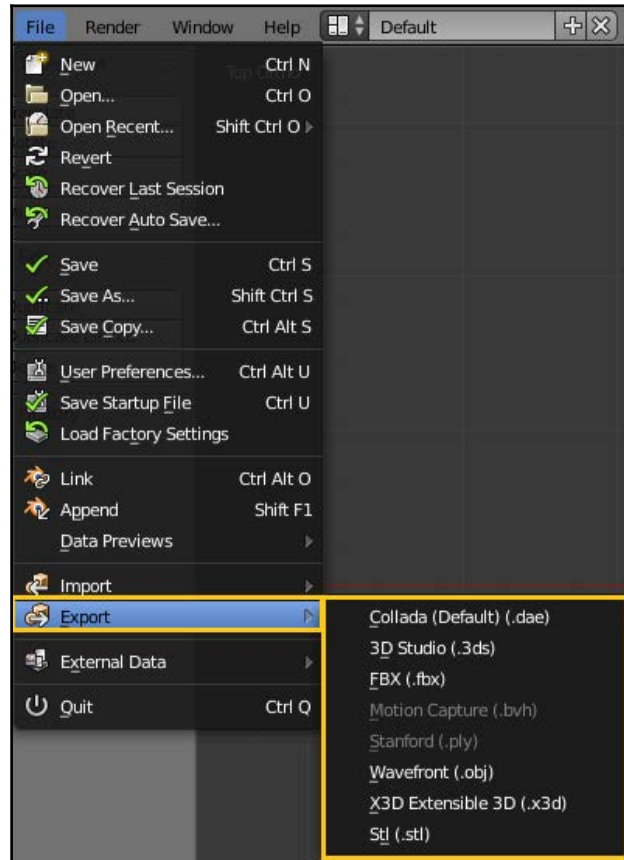 File Render Window Help Default
New Ctrl N
Top Ortho
Open... Ctrl O
Open Recent... Shift Ctrl O
Revert
Recover Last Session
Recover Auto Save...
Save Ctrl S
Save As... Shift Ctrl S
Save Copy... Ctrl Alt S
User Preferences... Ctrl Alt U
Save Startup File Ctrl U
Load Factory Settings
Link Ctrl Alt O
Append Shift F1
Data Previews
Import
Export
Collada (Default) (.dae)
3D Studio (.3ds)
External Data
FBX (.fbx)
Quit Ctrl Q
Motion Capture (.bvh)
Stanford (.ply)
Wavefront (.obj)
X3D Extensible 3D (.x3d)
Stl (.stl)